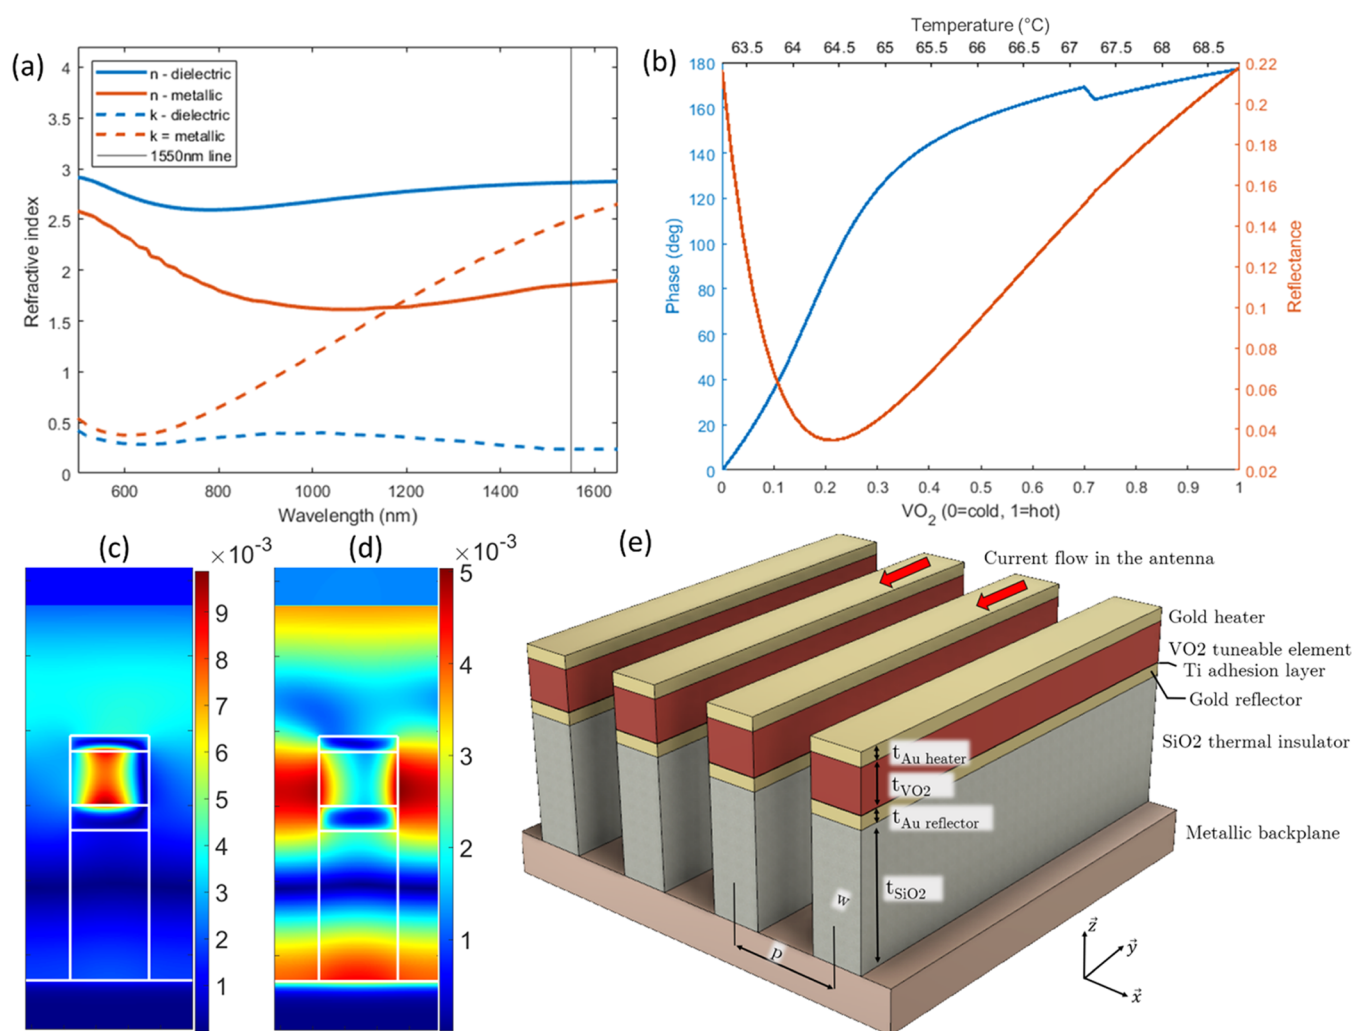 (a)
4
3.5
3
2.5
2
1.5
1
0.5
0
Refractive index
n - dielectric
n - metallic
k - dielectric
k = metallic
1550nm line
600
800
1000
1200
1400
1600
Wavelength (nm)
(b)
Temperature (°C)
63.5
64
64.5
65
65.5
66
66.5
67
67.5
68
68.5
180
160
140
120
100
80
60
40
20
0
Phase (deg)
0.22
0.2
0.18
0.16
0.14
0.12
0.1
0.08
0.06
0.04
0.02
Reflectance
0
0.1
0.2
0.3
0.4
0.5
0.6
0.7
0.8
0.9
1
VO2 (0=cold, 1=hot)
(c)
×10-3
9
8
7
6
5
4
3
2
1
(d)
×10-3
5
4
3
2
1
(e)
Current flow in the antenna
Gold heater
VO2 tuneable element
Ti adhesion layer
Gold reflector
SiO2 thermal insulator
Metallic backplane
tAu heater
tVO2
tAu reflector
tSiO2
w
p
z
y
x